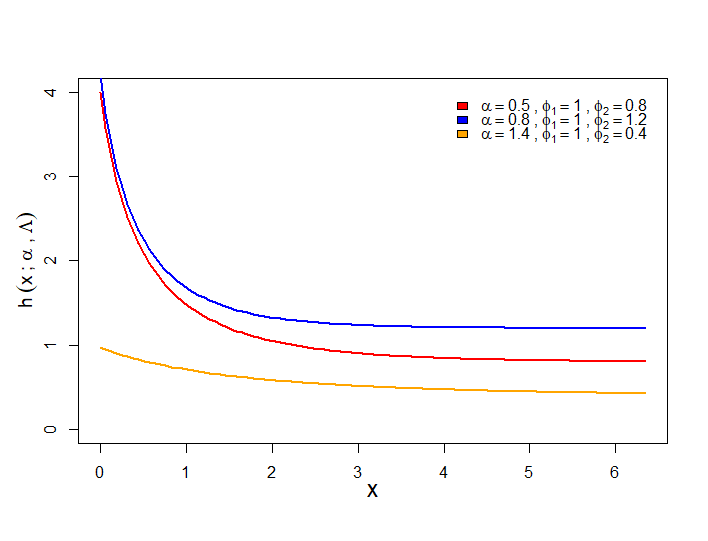 α = 0.5 , ϕ₁ = 1 , ϕ₂ = 0.8
α = 0.8 , ϕ₁ = 1 , ϕ₂ = 1.2
α = 1.4 , ϕ₁ = 1 , ϕ₂ = 0.4
h (x ; α , Λ)
4
3
2
1
0
0 1 2 3 4 5 6
x